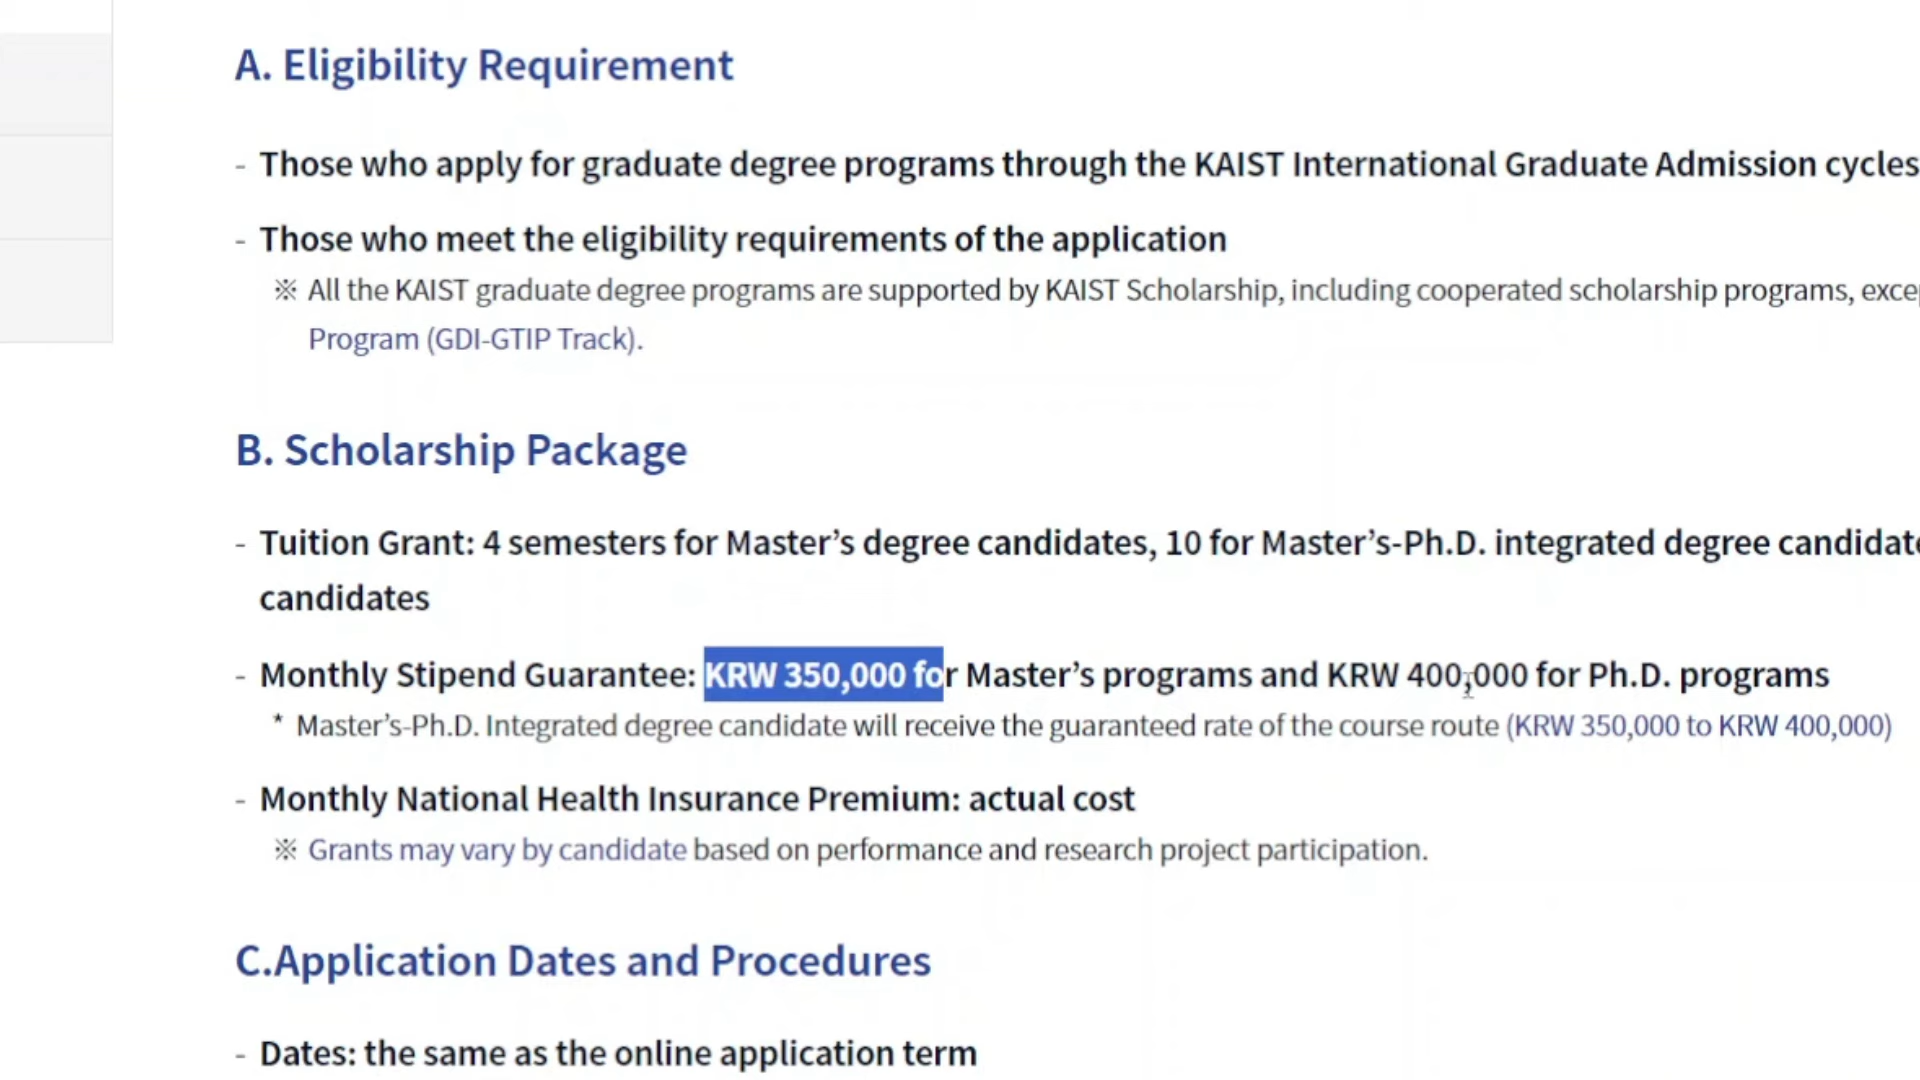 A. Eligibility Requirement
- Those who apply for graduate degree programs through the KAIST International Graduate Admission cycles
- Those who meet the eligibility requirements of the application
※ All the KAIST graduate degree programs are supported by KAIST Scholarship, including cooperated scholarship programs,
Program (GDI-GTIP Track).
B. Scholarship Package
- Tuition Grant: 4 semesters for Master’s degree candidates, 10 for Master’s-Ph.D. integrated degree
candidates
- Monthly Stipend Guarantee: KRW 350,000 for Master’s programs and KRW 400,000 for Ph.D. programs
* Master’s-Ph.D. Integrated degree candidate will receive the guaranteed rate of the course route (KRW 350,000 to KRW 400,000)
- Monthly National Health Insurance Premium: actual cost
※ Grants may vary by candidate based on performance and research project participation.
C.Application Dates and Procedures
- Dates: the same as the online application term